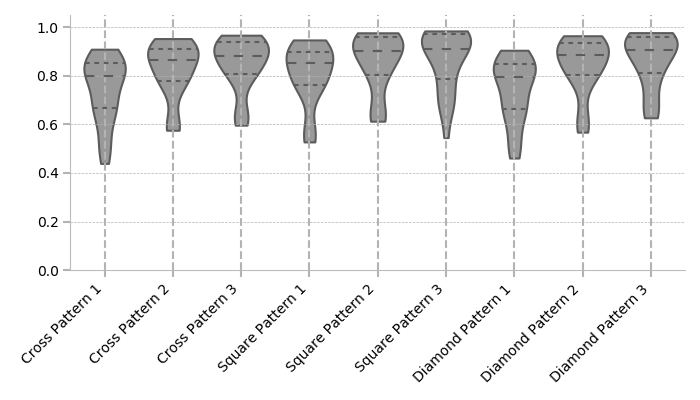 1.0
0.8
0.6
0.4
0.2
0.0
Cross Pattern 1
Cross Pattern 2
Cross Pattern 3
Square Pattern 1
Square Pattern 2
Square Pattern 3
Diamond Pattern 1
Diamond Pattern 2
Diamond Pattern 3